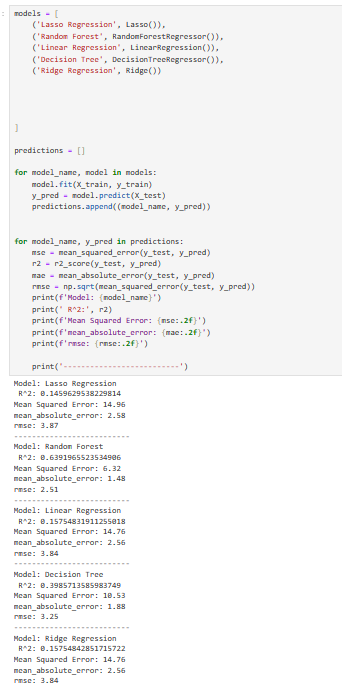 models = [
('Lasso Regression', Lasso()),
('Random Forest', RandomForestRegressor()),
('Linear Regression', LinearRegression()),
('Decision Tree', DecisionTreeRegressor()),
('Ridge Regression', Ridge())
]
predictions = []
for model_name, model in models:
model.fit(X_train, y_train)
y_pred = model.predict(X_test)
predictions.append((model_name, y_pred))
for model_name, y_pred in predictions:
mse = mean_squared_error(y_test, y_pred)
r2 = r2_score(y_test, y_pred)
mae = mean_absolute_error(y_test, y_pred)
rmse = np.sqrt(mean_squared_error(y_test, y_pred))
print(f'Model: {model_name}')
print(' R^2:', r2)
print(f'Mean Squared Error: {mse:.2f}')
print(f'mean_absolute_error: {mae:.2f}')
print(f'rmse: {rmse:.2f}')
print('--------------------------')
Model: Lasso Regression
R^2: 0.1459629538229814
Mean Squared Error: 14.96
mean_absolute_error: 2.58
rmse: 3.87
--------------------------
Model: Random Forest
R^2: 0.6391965523534906
Mean Squared Error: 6.32
mean_absolute_error: 1.48
rmse: 2.51
--------------------------
Model: Linear Regression
R^2: 0.15754831911255018
Mean Squared Error: 14.76
mean_absolute_error: 2.56
rmse: 3.84
--------------------------
Model: Decision Tree
R^2: 0.3985713585983749
Mean Squared Error: 10.53
mean_absolute_error: 1.88
rmse: 3.25
--------------------------
Model: Ridge Regression
R^2: 0.15754842851715722
Mean Squared Error: 14.76
mean_absolute_error: 2.56
rmse: 3.84